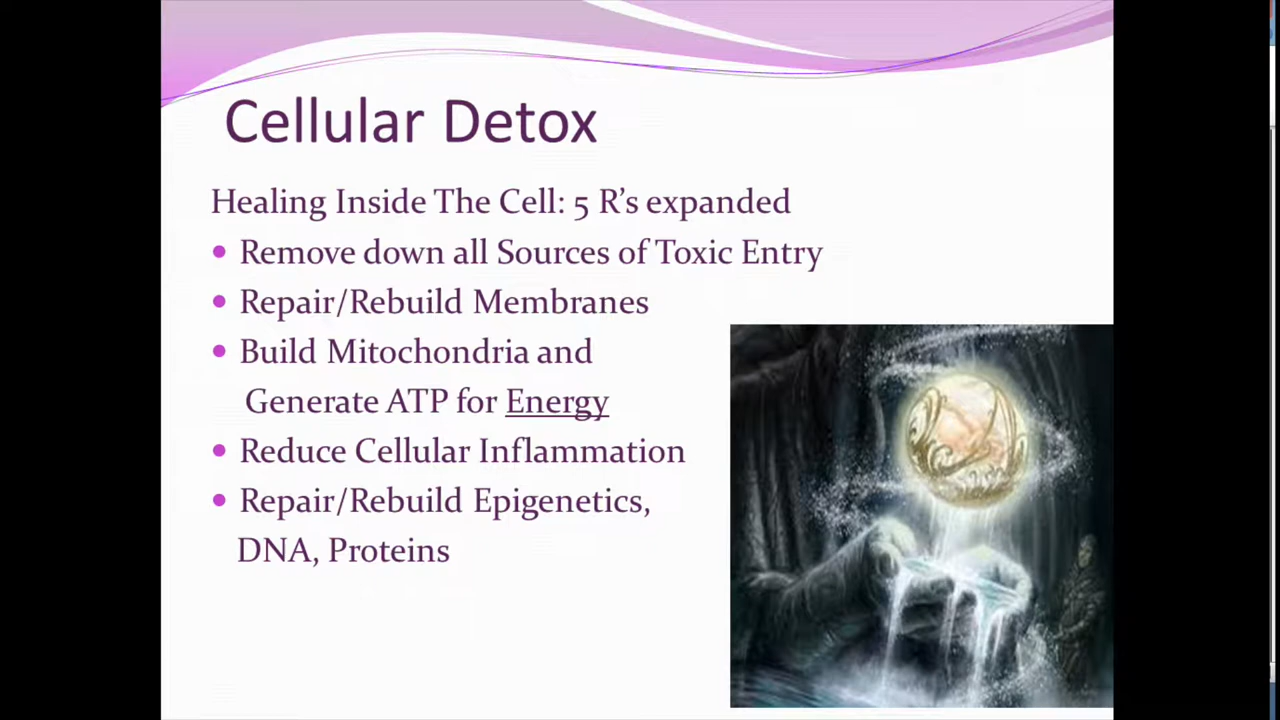 Cellular Detox
Healing Inside The Cell: 5 R's expanded
• Remove down all Sources of Toxic Entry
• Repair/Rebuild Membranes
• Build Mitochondria and
Generate ATP for Energy
• Reduce Cellular Inflammation
• Repair/Rebuild Epigenetics,
DNA, Proteins